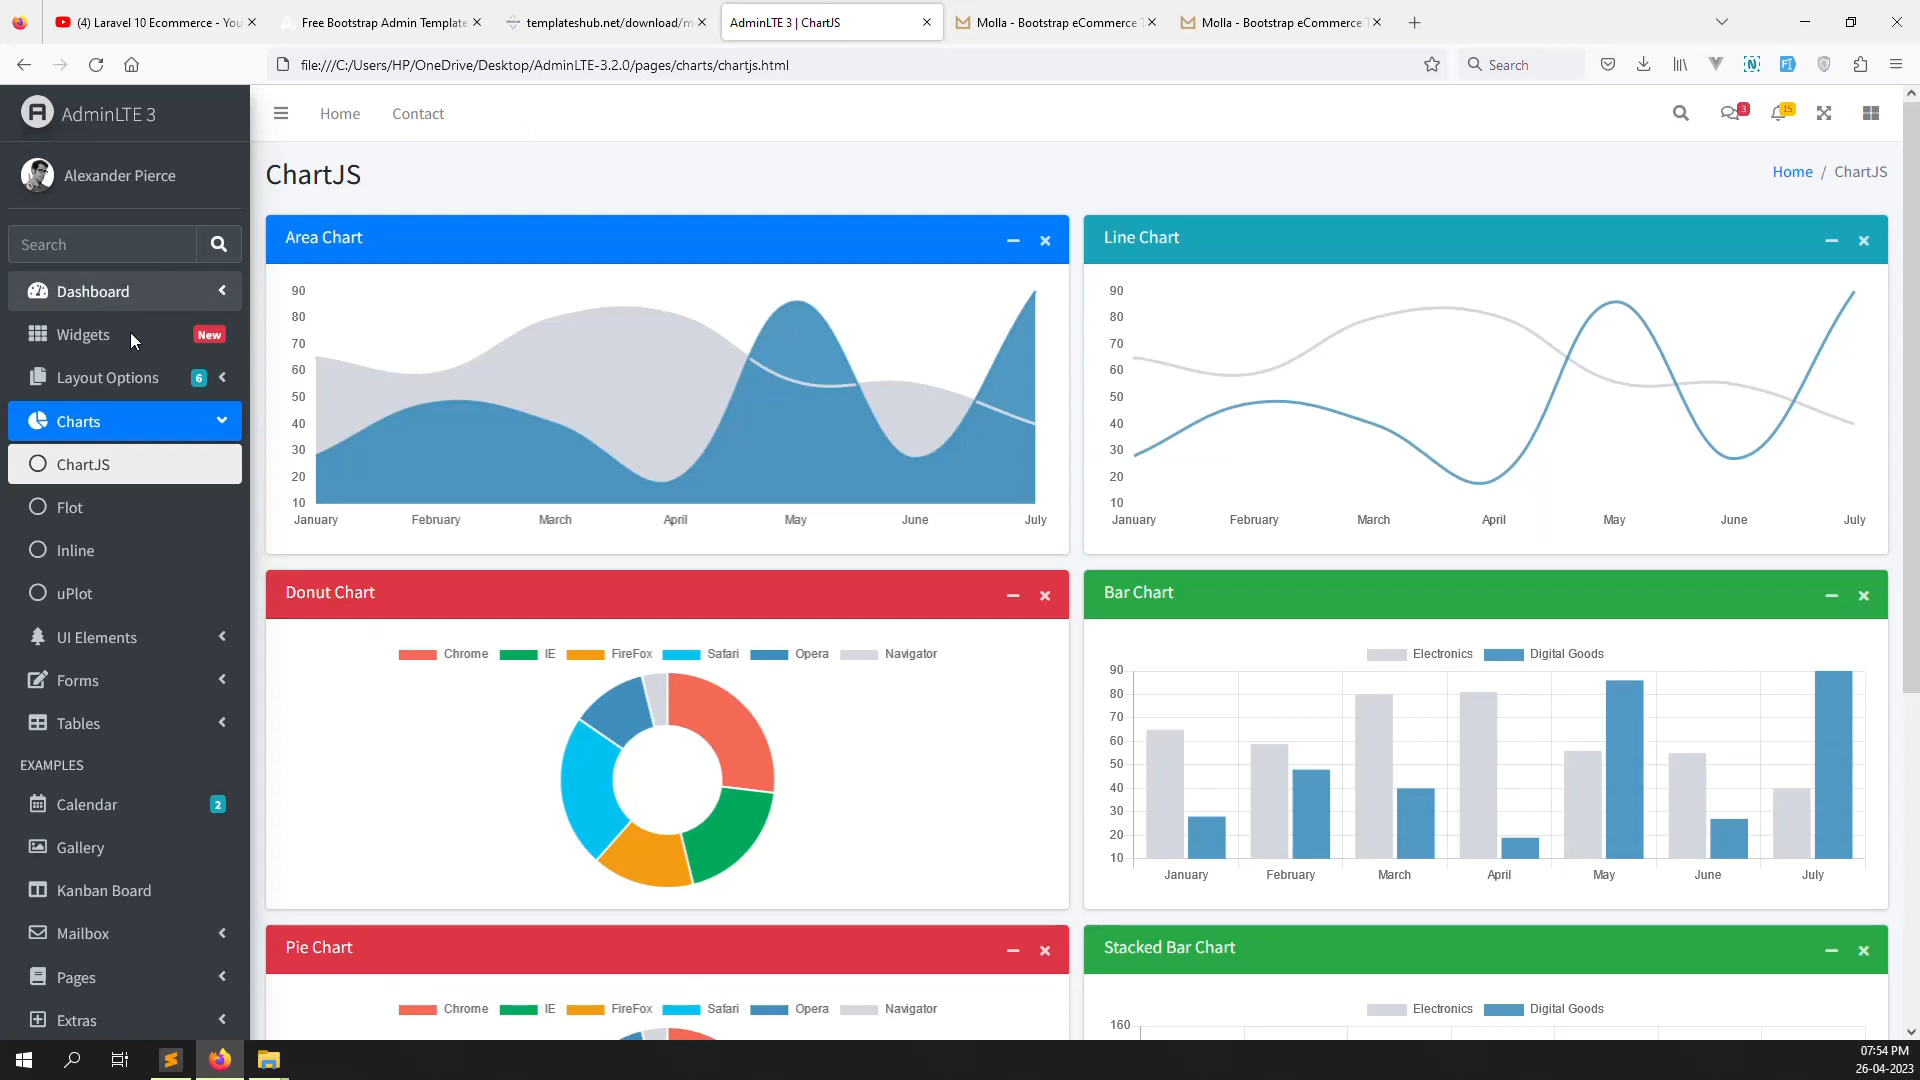 (4) Laravel 10 Ecommerce - You
Free Bootstrap Admin Template
templateshub.net/download/m
AdminLTE 3 | ChartJS
Molla - Bootstrap eCommerce T
Molla - Bootstrap eCommerce T
file:///C:/Users/HP/OneDrive/Desktop/AdminLTE-3.2.0/pages/charts/chartjs.html
Search
AdminLTE 3
Home
Contact
3
15
Alexander Pierce
ChartJS
Home / ChartJS
Search
Dashboard
Widgets New
Layout Options 6
Charts
ChartJS
Flot
Inline
uPlot
UI Elements
Forms
Tables
EXAMPLES
Calendar 2
Gallery
Kanban Board
Mailbox
Pages
Extras
Area Chart
90
80
70
60
50
40
30
20
10
January February March April May June July
Line Chart
90
80
70
60
50
40
30
20
10
January February March April May June July
Donut Chart
Chrome IE FireFox Safari Opera Navigator
Bar Chart
Electronics Digital Goods
90
80
70
60
50
40
30
20
10
January February March April May June July
Pie Chart
Chrome IE FireFox Safari Opera Navigator
Stacked Bar Chart
Electronics Digital Goods
160
07:54 PM
26-04-2023